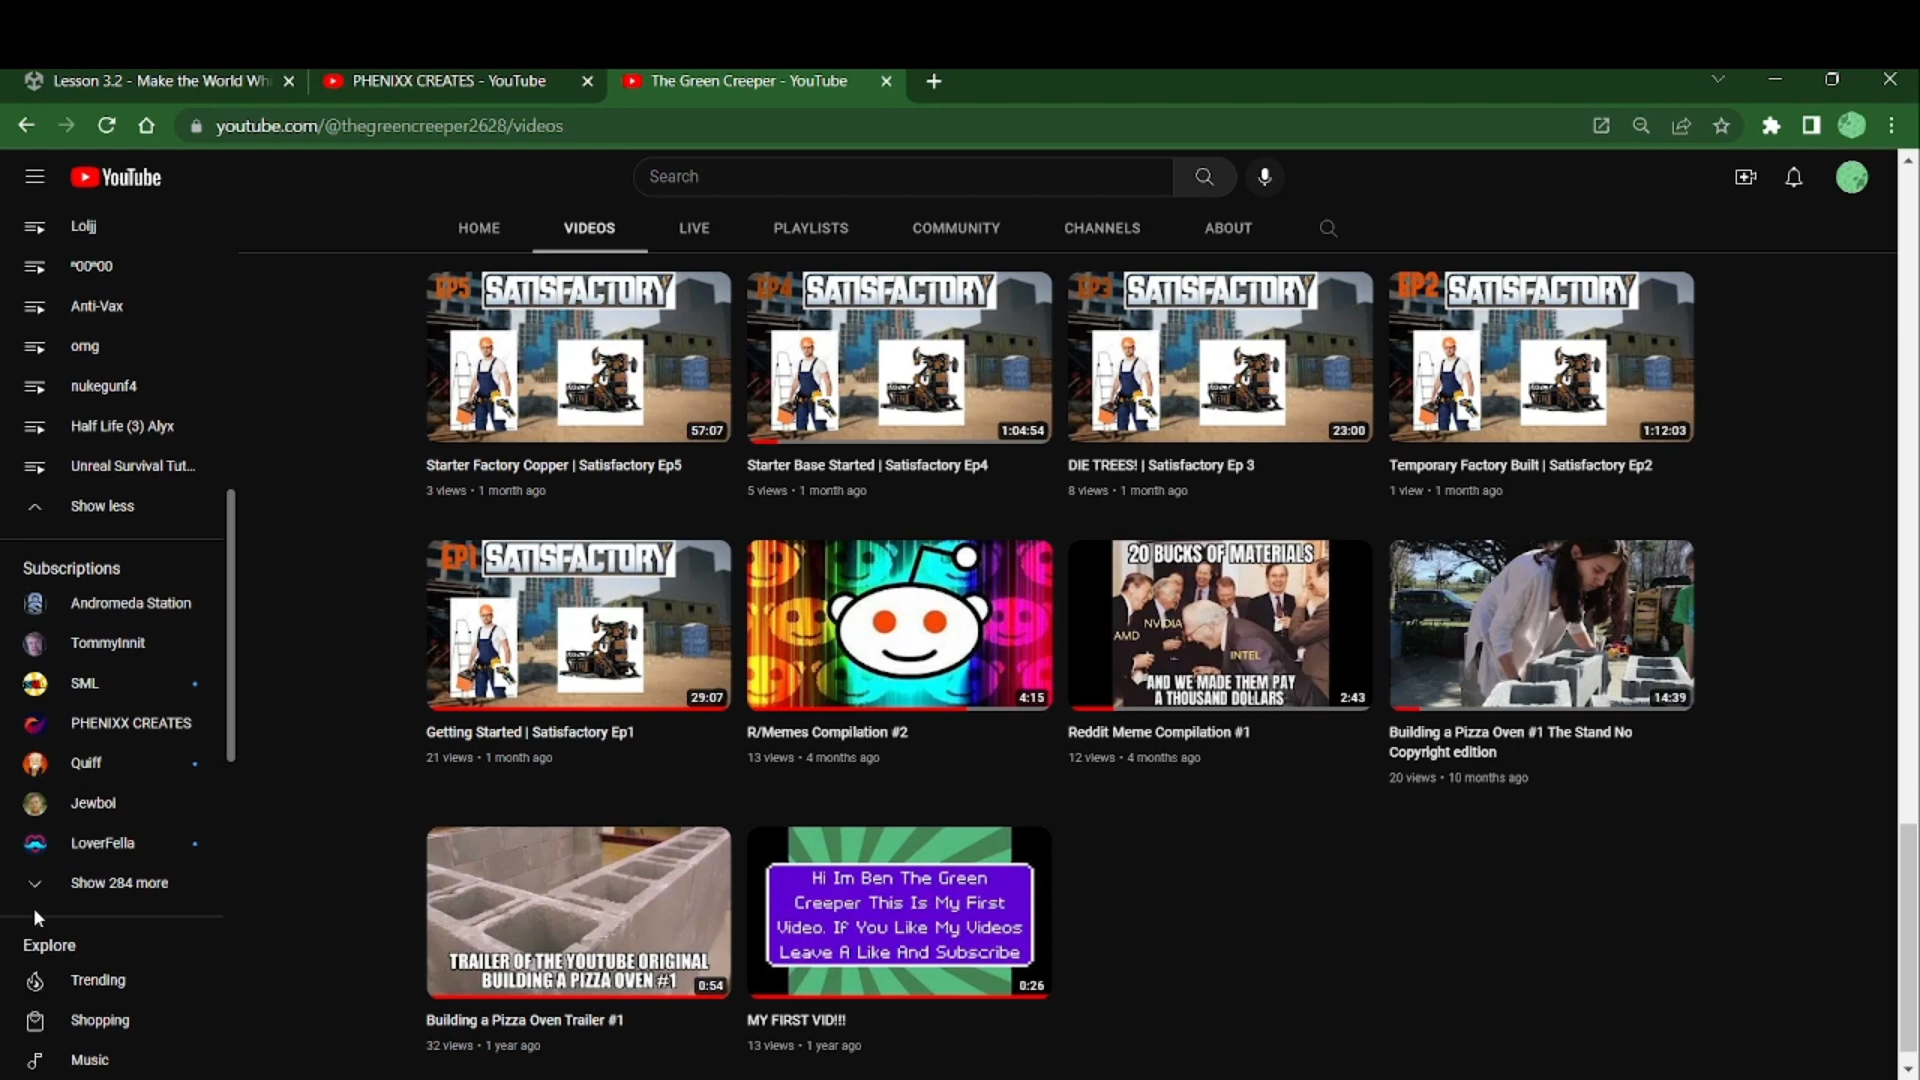 Lesson 3.2 - Make the World Whi
PHENIXX CREATES - YouTube
The Green Creeper - YouTube
youtube.com/@thegreencreeper2628/videos
YouTube
Search
HOME
VIDEOS
LIVE
PLAYLISTS
COMMUNITY
CHANNELS
ABOUT
Loljj
°00°00
Anti-Vax
omg
nukegunf4
Half Life (3) Alyx
Unreal Survival Tut...
Show less
Subscriptions
Andromeda Station
TommyInnit
SML
PHENIXX CREATES
Quiff
Jewbol
LoverFella
Show 284 more
Explore
Trending
Shopping
Music
EP5 SATISFACTORY
57:07
Starter Factory Copper | Satisfactory Ep5
3 views • 1 month ago
EP4 SATISFACTORY
1:04:54
Starter Base Started | Satisfactory Ep4
5 views • 1 month ago
EP3 SATISFACTORY
23:00
DIE TREES! | Satisfactory Ep 3
8 views • 1 month ago
EP2 SATISFACTORY
1:12:03
Temporary Factory Built | Satisfactory Ep2
1 view • 1 month ago
EP1 SATISFACTORY
29:07
Getting Started | Satisfactory Ep1
21 views • 1 month ago
4:15
R/Memes Compilation #2
13 views • 4 months ago
20 BUCKS OF MATERIALS
AMD
NVIDIA
INTEL
AND WE MADE THEM PAY
A THOUSAND DOLLARS
2:43
Reddit Meme Compilation #1
12 views • 4 months ago
14:39
Building a Pizza Oven #1 The Stand No
Copyright edition
20 views • 10 months ago
TRAILER OF THE YOUTUBE ORIGINAL
BUILDING A PIZZA OVEN #1
0:54
Building a Pizza Oven Trailer #1
32 views • 1 year ago
Hi Im Ben The Green
Creeper This Is My First
Video. If You Like My Videos
Leave A Like And Subscribe
0:26
MY FIRST VID!!!
13 views • 1 year ago